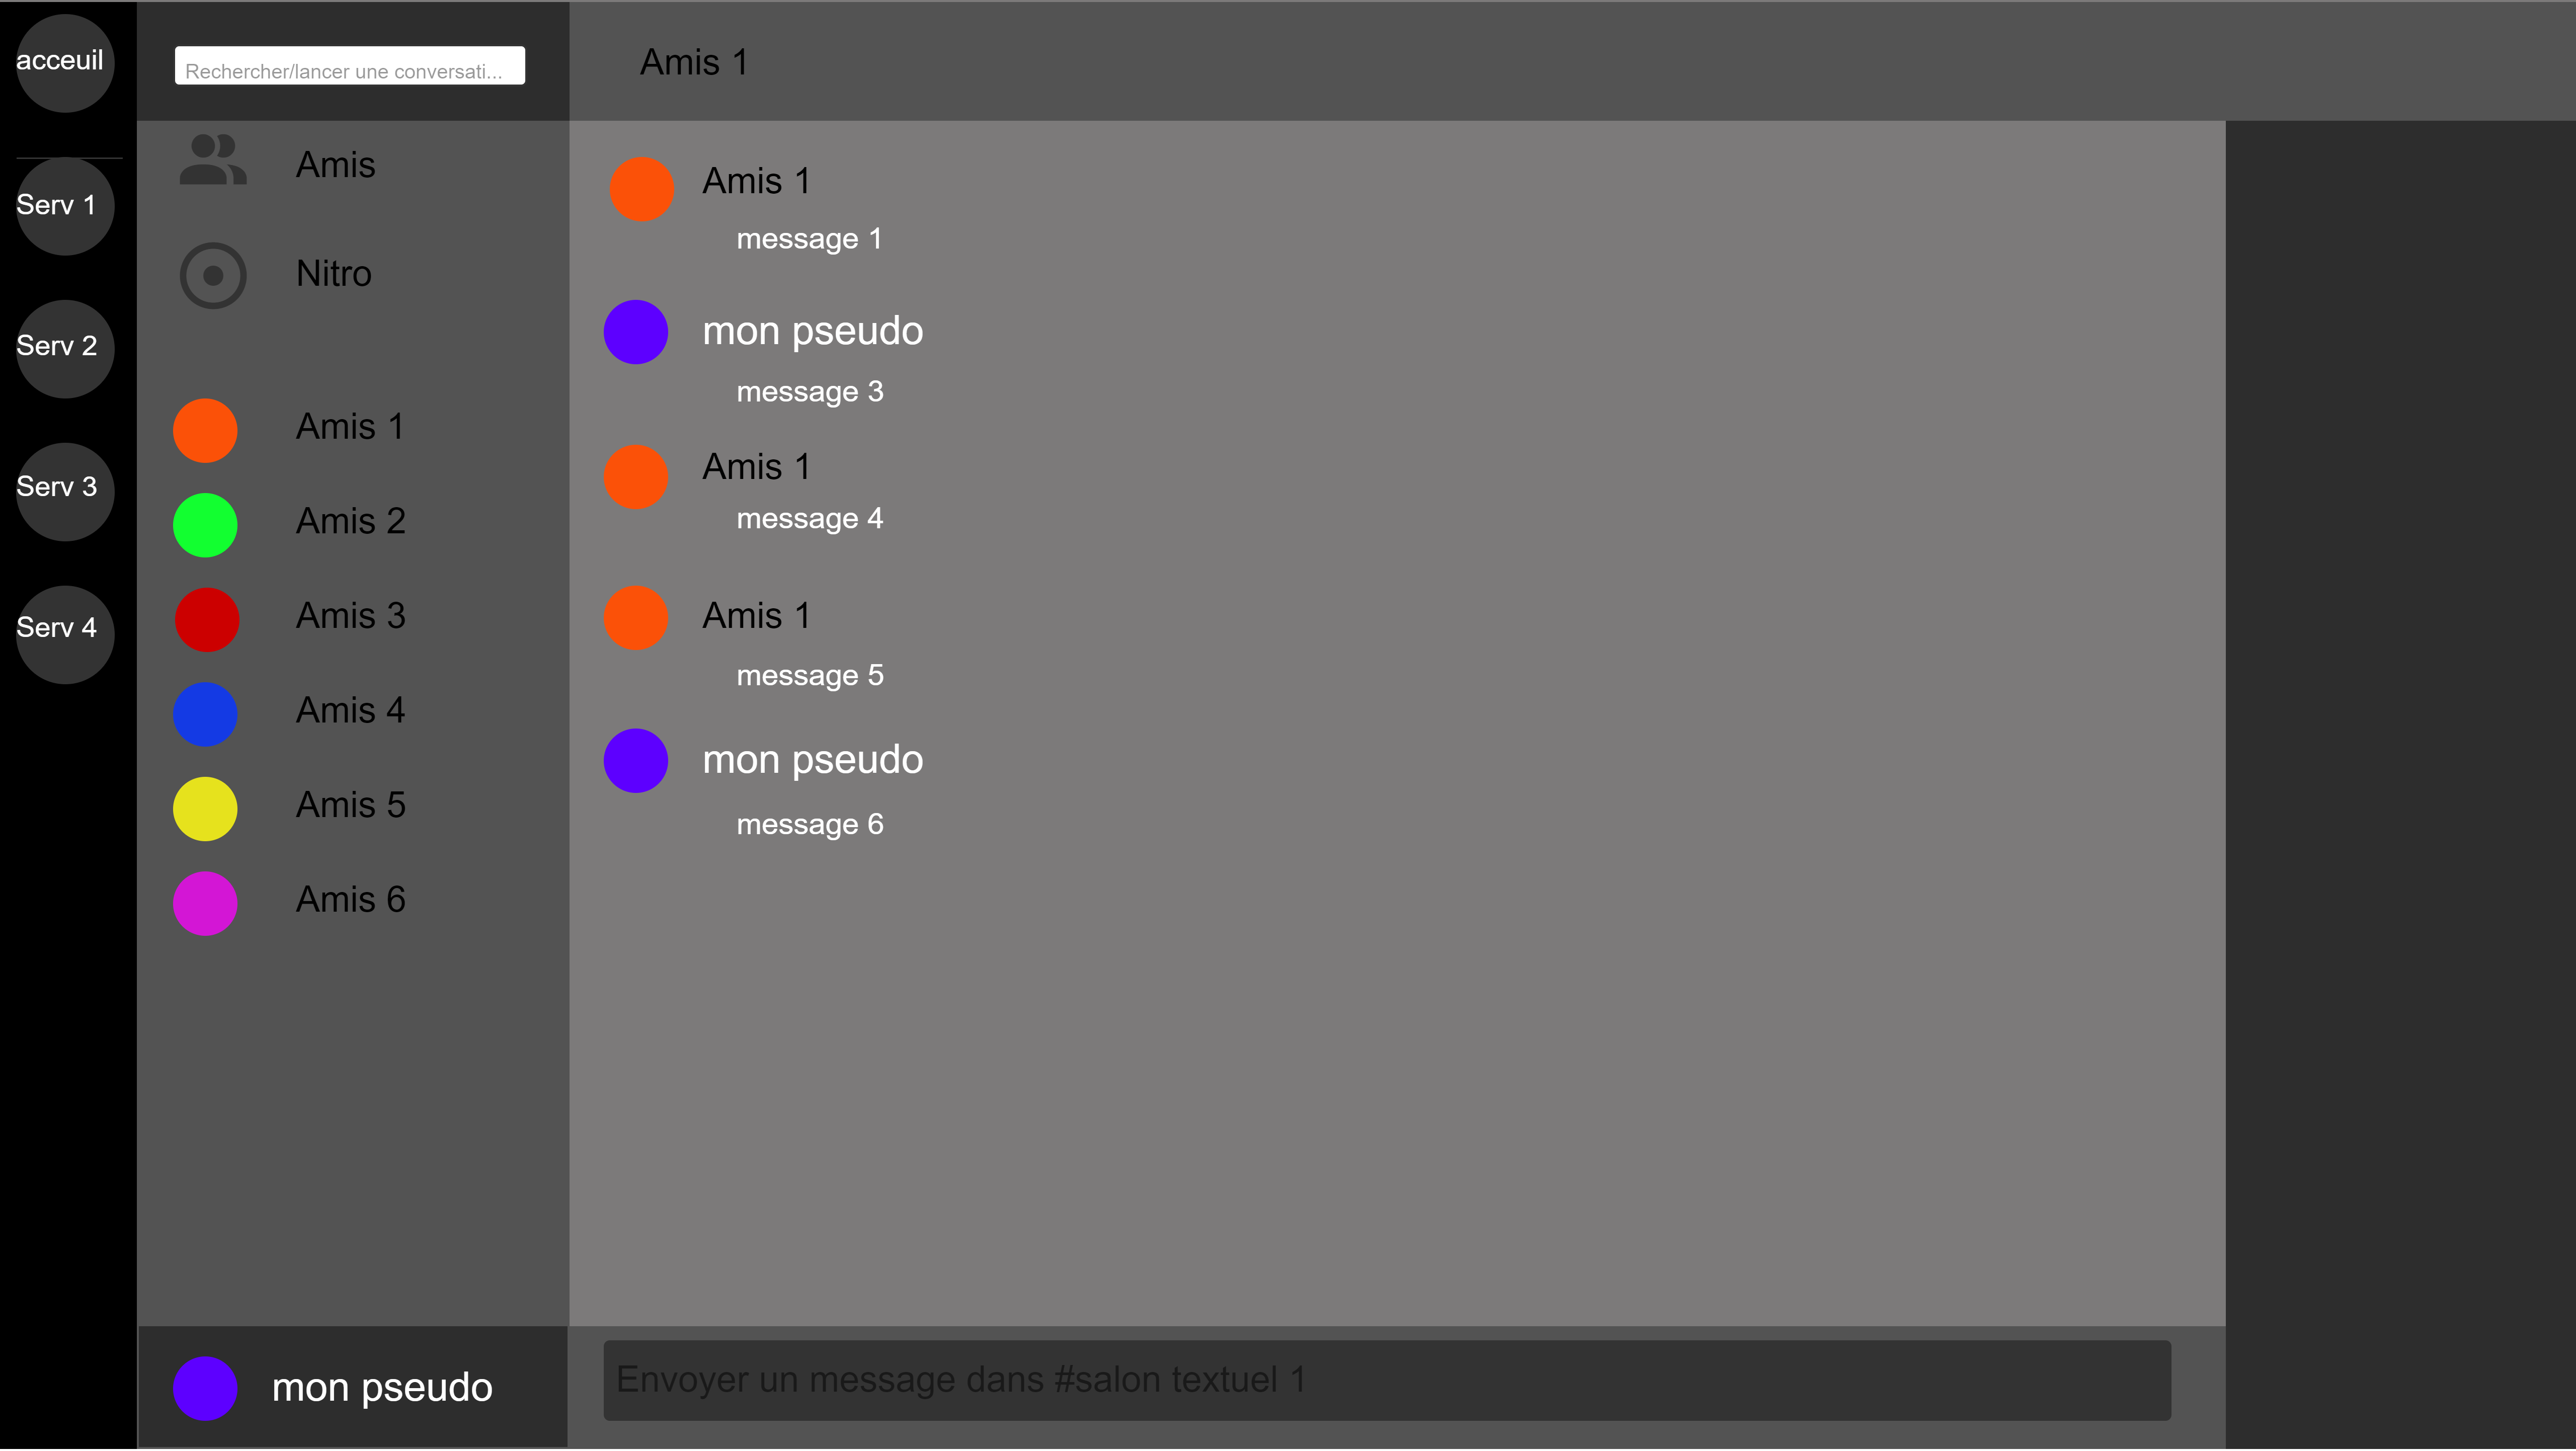 acceuil
Serv 1
Serv 2
Serv 3
Serv 4
Rechercher/lancer une conversati...
Amis
Nitro
Amis 1
Amis 2
Amis 3
Amis 4
Amis 5
Amis 6
mon pseudo
Amis 1
Amis 1
message 1
mon pseudo
message 3
Amis 1
message 4
Amis 1
message 5
mon pseudo
message 6
Envoyer un message dans #salon textuel 1